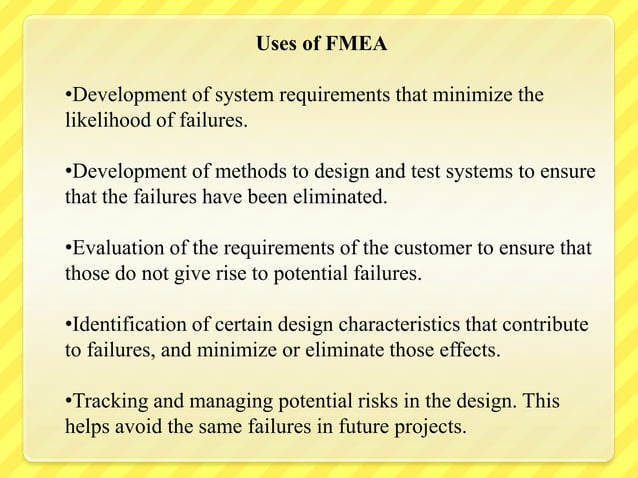 Uses of FMEA
•Development of system requirements that minimize the
likelihood of failures.
•Development of methods to design and test systems to ensure
that the failures have been eliminated.
•Evaluation of the requirements of the customer to ensure that
those do not give rise to potential failures.
•Identification of certain design characteristics that contribute
to failures, and minimize or eliminate those effects.
•Tracking and managing potential risks in the design. This
helps avoid the same failures in future projects.